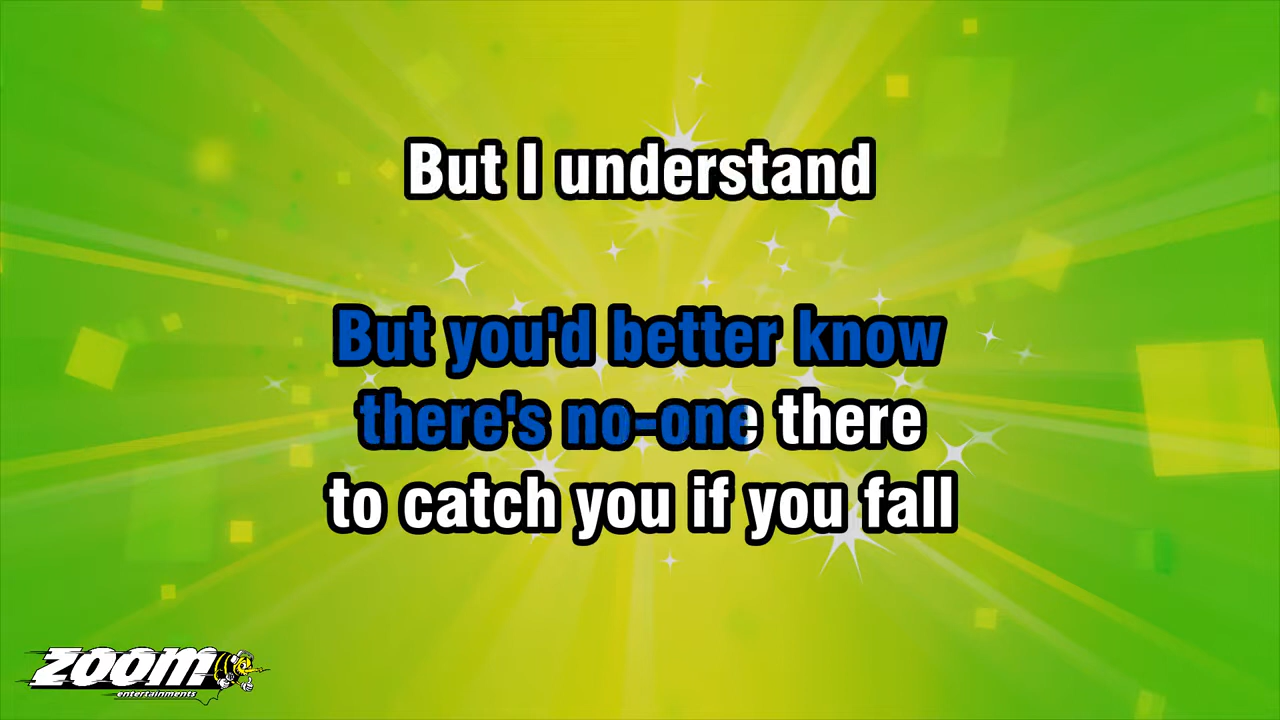 But I understand
But you'd better know
there's no-one there
to catch you if you fall
zoom
entertainments